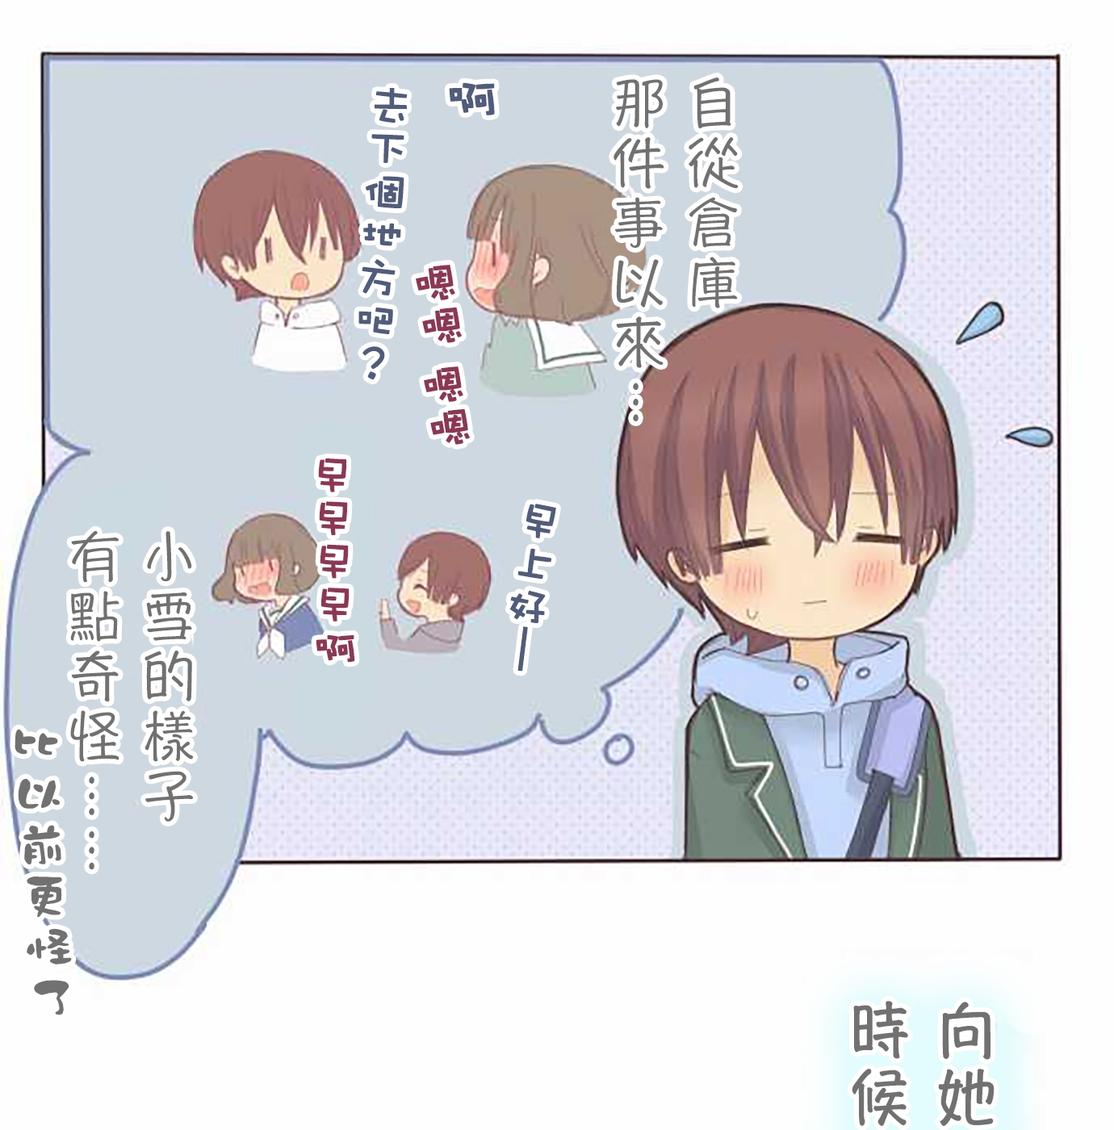 自從倉庫
那件事以來…
啊
去下個地方吧？
嗯嗯 嗯嗯
早上好—
早早早早啊
小雪的樣子
有點奇怪……
比以前更怪了
向她
時候